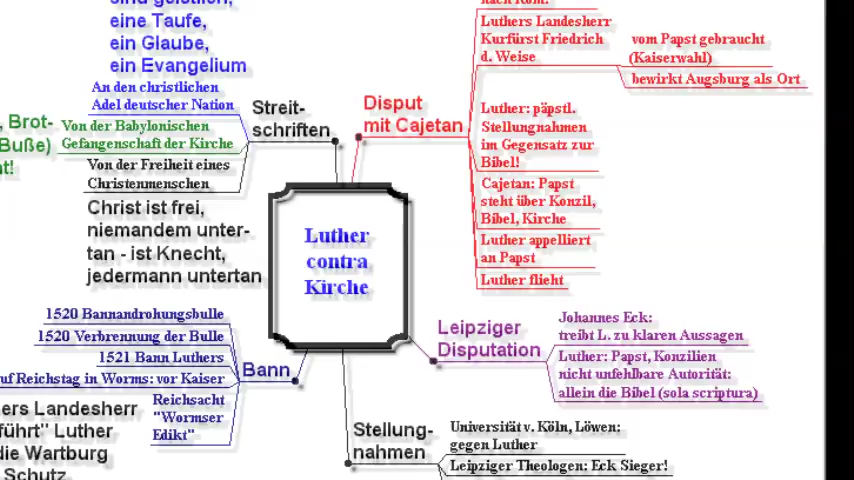 eine Taufe,
ein Glaube,
ein Evangelium
An den christlichen
Adel deutscher Nation
, Brot-
Buße)
t!
Von der Babylonischen
Gefangenschaft der Kirche
Von der Freiheit eines
Christenmenschen
Streit-
schriften
Christ ist frei,
niemandem unter-
tan - ist Knecht,
jedermann untertan
Disput
mit Cajetan
nach Rom.
Luthers Landesherr
Kurfürst Friedrich
d. Weise
vom Papst gebraucht
(Kaiserwahl)
bewirkt Augsburg als Ort
Luther: päpstl.
Stellungnahmen
im Gegensatz zur
Bibel!
Cajetan: Papst
steht über Konzil,
Bibel, Kirche
Luther appelliert
an Papst
Luther flieht
Luther
contra
Kirche
1520 Bannandrohungsbulle
1520 Verbrennung der Bulle
1521 Bann Luthers
uf Reichstag in Worms: vor Kaiser
Reichsacht
"Wormser
Edikt"
Bann
ers Landesherr
führt" Luther
die Wartburg
Schutz
Leipziger
Disputation
Johannes Eck:
treibt L. zu klaren Aussagen
Luther: Papst, Konzilien
nicht unfehlbare Autorität:
allein die Bibel (sola scriptura)
Stellung-
nahmen
Universität v. Köln, Löwen:
gegen Luther
Leipziger Theologen: Eck Sieger!